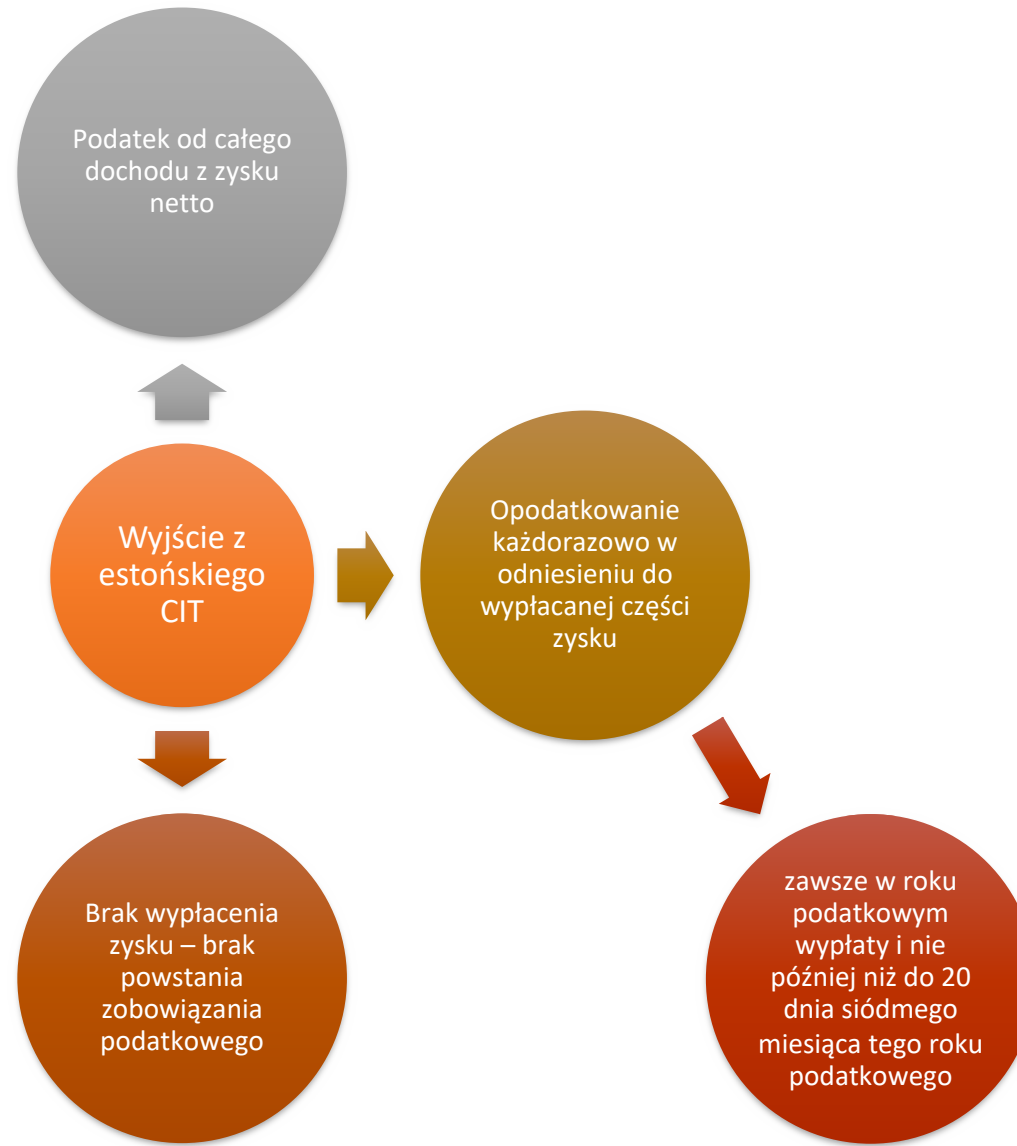 Podatek od całego
dochodu z zysku
netto
Wyjście z
estońskiego
CIT
Opodatkowanie
każdorazowo w
odniesieniu do
wypłacanej części
zysku
Brak wypłacenia
zysku – brak
powstania
zobowiązania
podatkowego
zawsze w roku
podatkowym
wypłaty i nie
później niż do 20
dnia siódmego
miesiąca tego roku
podatkowego